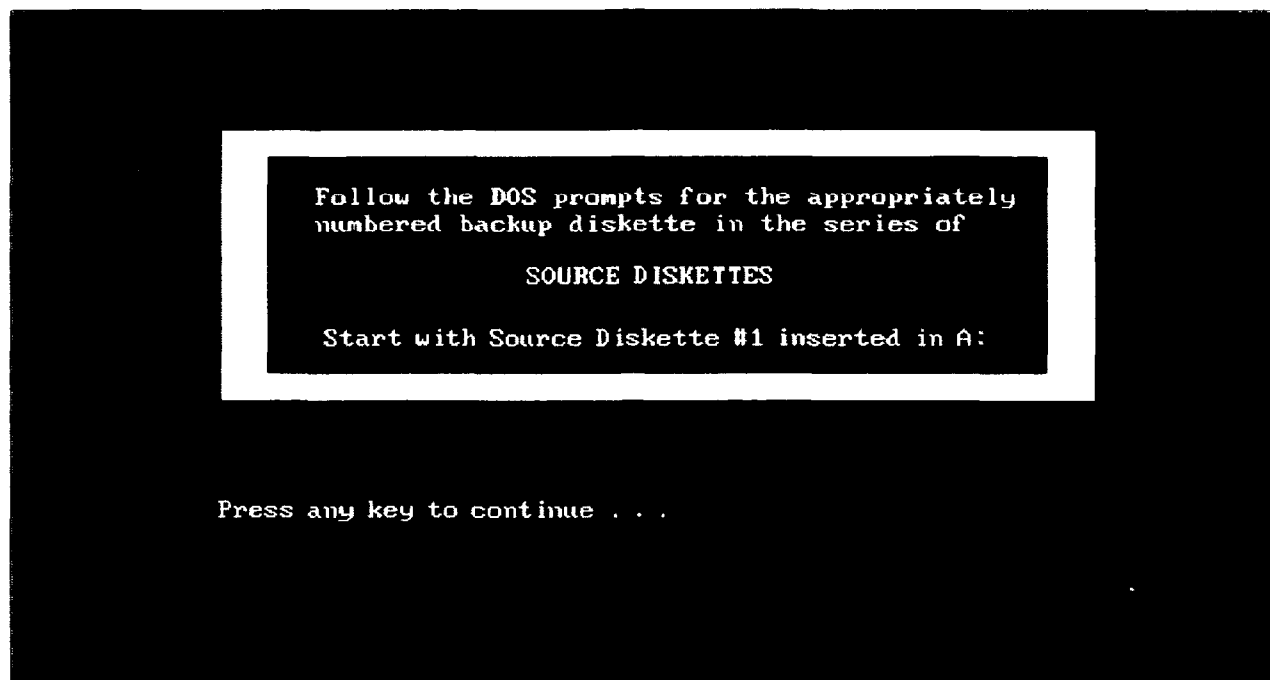 Follow the DOS prompts for the appropriately
numbered backup diskette in the series of
SOURCE DISKETTES
Start with Source Diskette #1 inserted in A:
Press any key to continue . . .